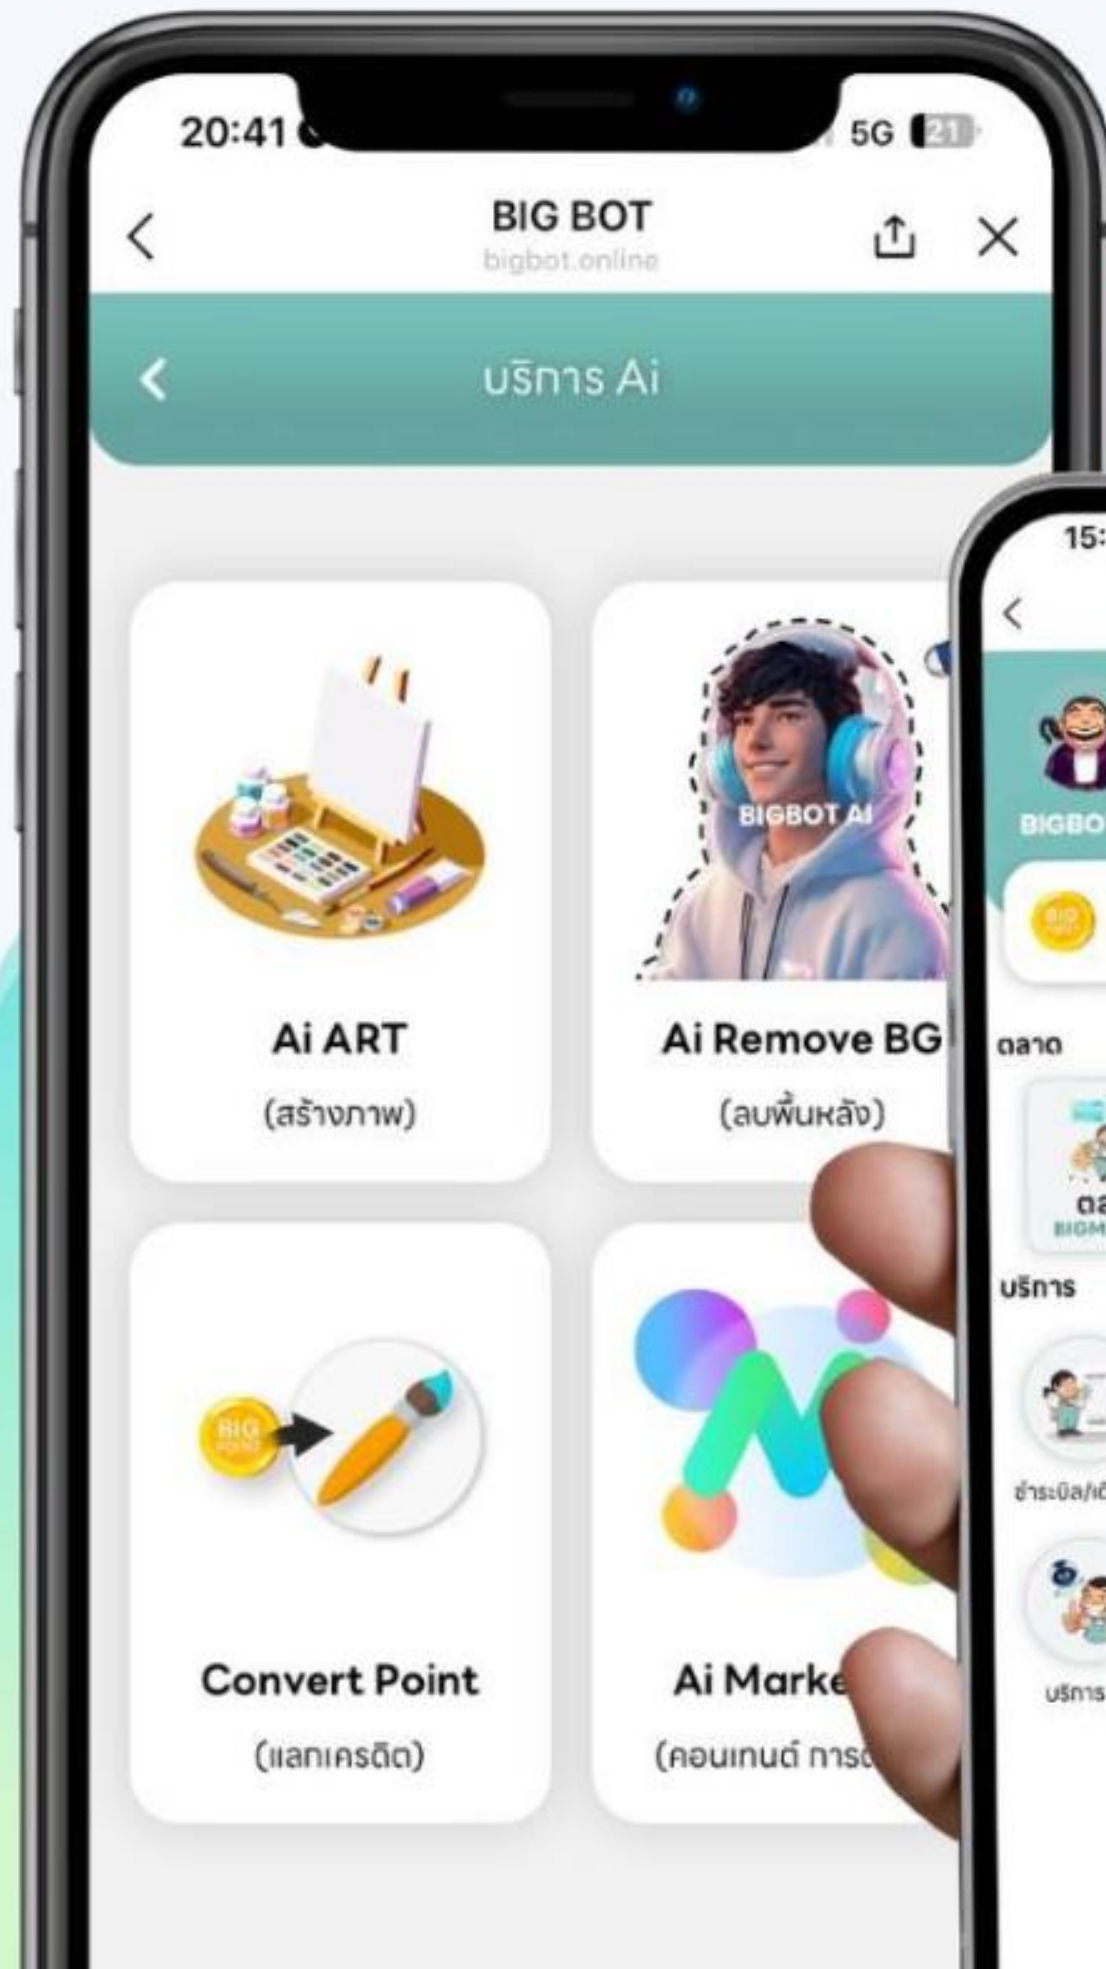 20:41
5G 21
BIG BOT
bigbot.online
บริการ Ai
BIGBOT AI
Ai ART
(สร้างภาพ)
Ai Remove BG
(ลบพื้นหลัง)
BIG
POINT
Convert Point
(แลกเครดิต)
Ai Marke
(คอนเทนต์ การต
15:
BIGBO
BIG
ตลาด
ตล
BIGM
บริการ
ชำระบิล/เติ
บริการ